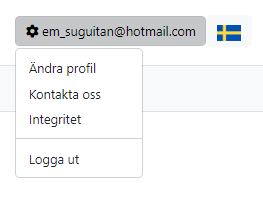 em_suguitan@hotmail.com
Ändra profil
Kontakta oss
Integritet
Logga ut